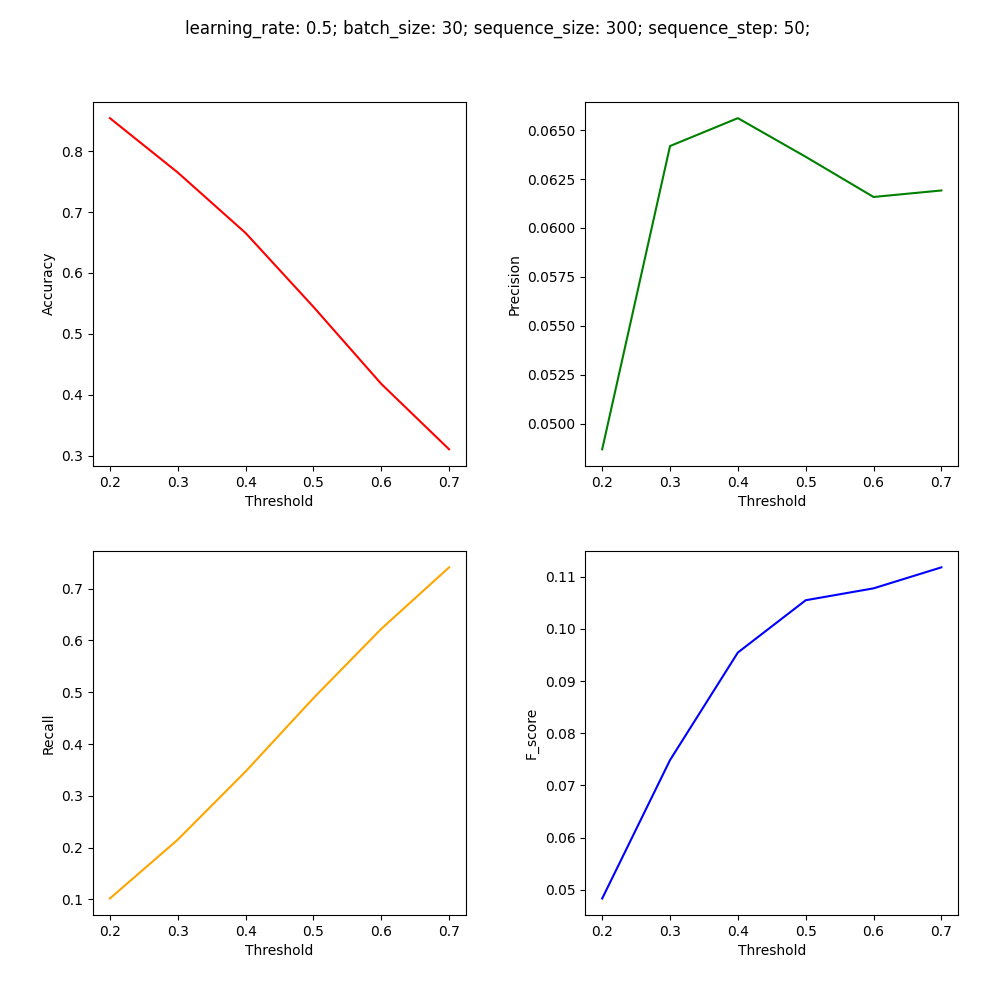 learning_rate: 0.5; batch_size: 30; sequence_size: 300; sequence_step: 50;
0.8
0.7
0.6
0.5
0.4
0.3
Accuracy
0.2 0.3 0.4 0.5 0.6 0.7
Threshold
0.0650
0.0625
0.0600
0.0575
0.0550
0.0525
0.0500
Precision
0.2 0.3 0.4 0.5 0.6 0.7
Threshold
0.7
0.6
0.5
0.4
0.3
0.2
0.1
Recall
0.2 0.3 0.4 0.5 0.6 0.7
Threshold
0.11
0.10
0.09
0.08
0.07
0.06
0.05
F_score
0.2 0.3 0.4 0.5 0.6 0.7
Threshold